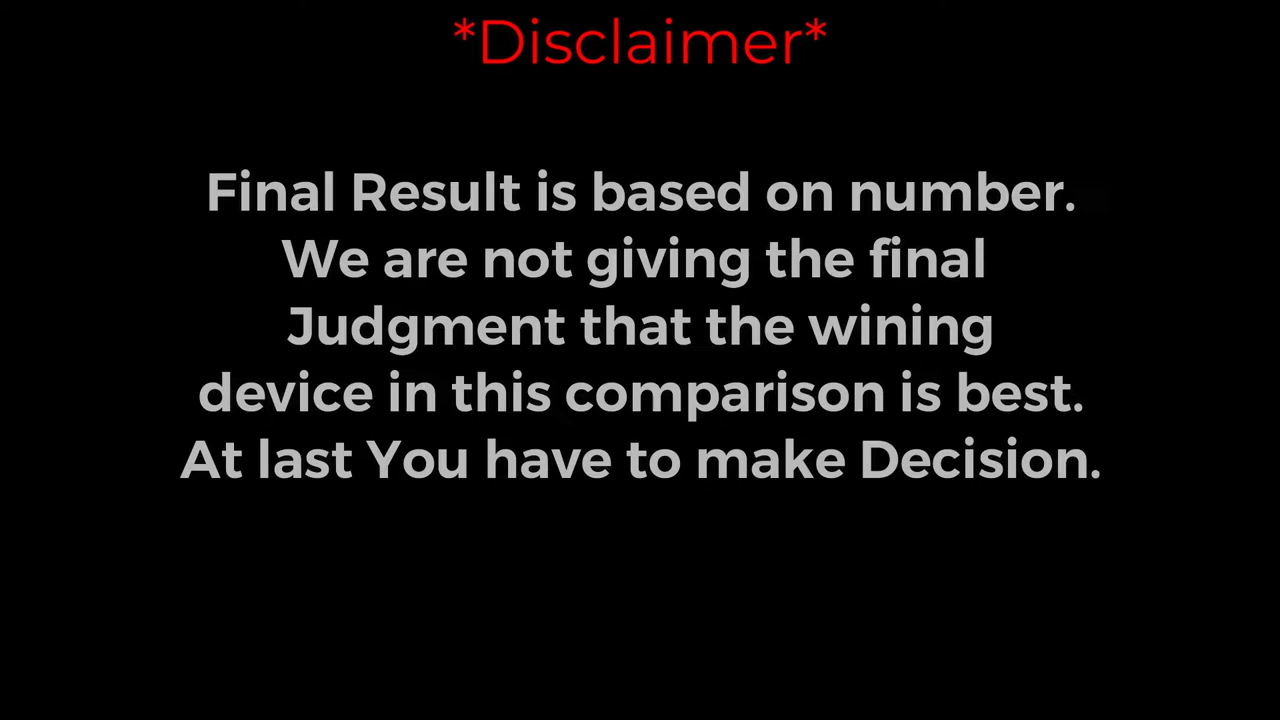 *Disclaimer*
Final Result is based on number.
We are not giving the final
Judgment that the wining
device in this comparison is best.
At last You have to make Decision.